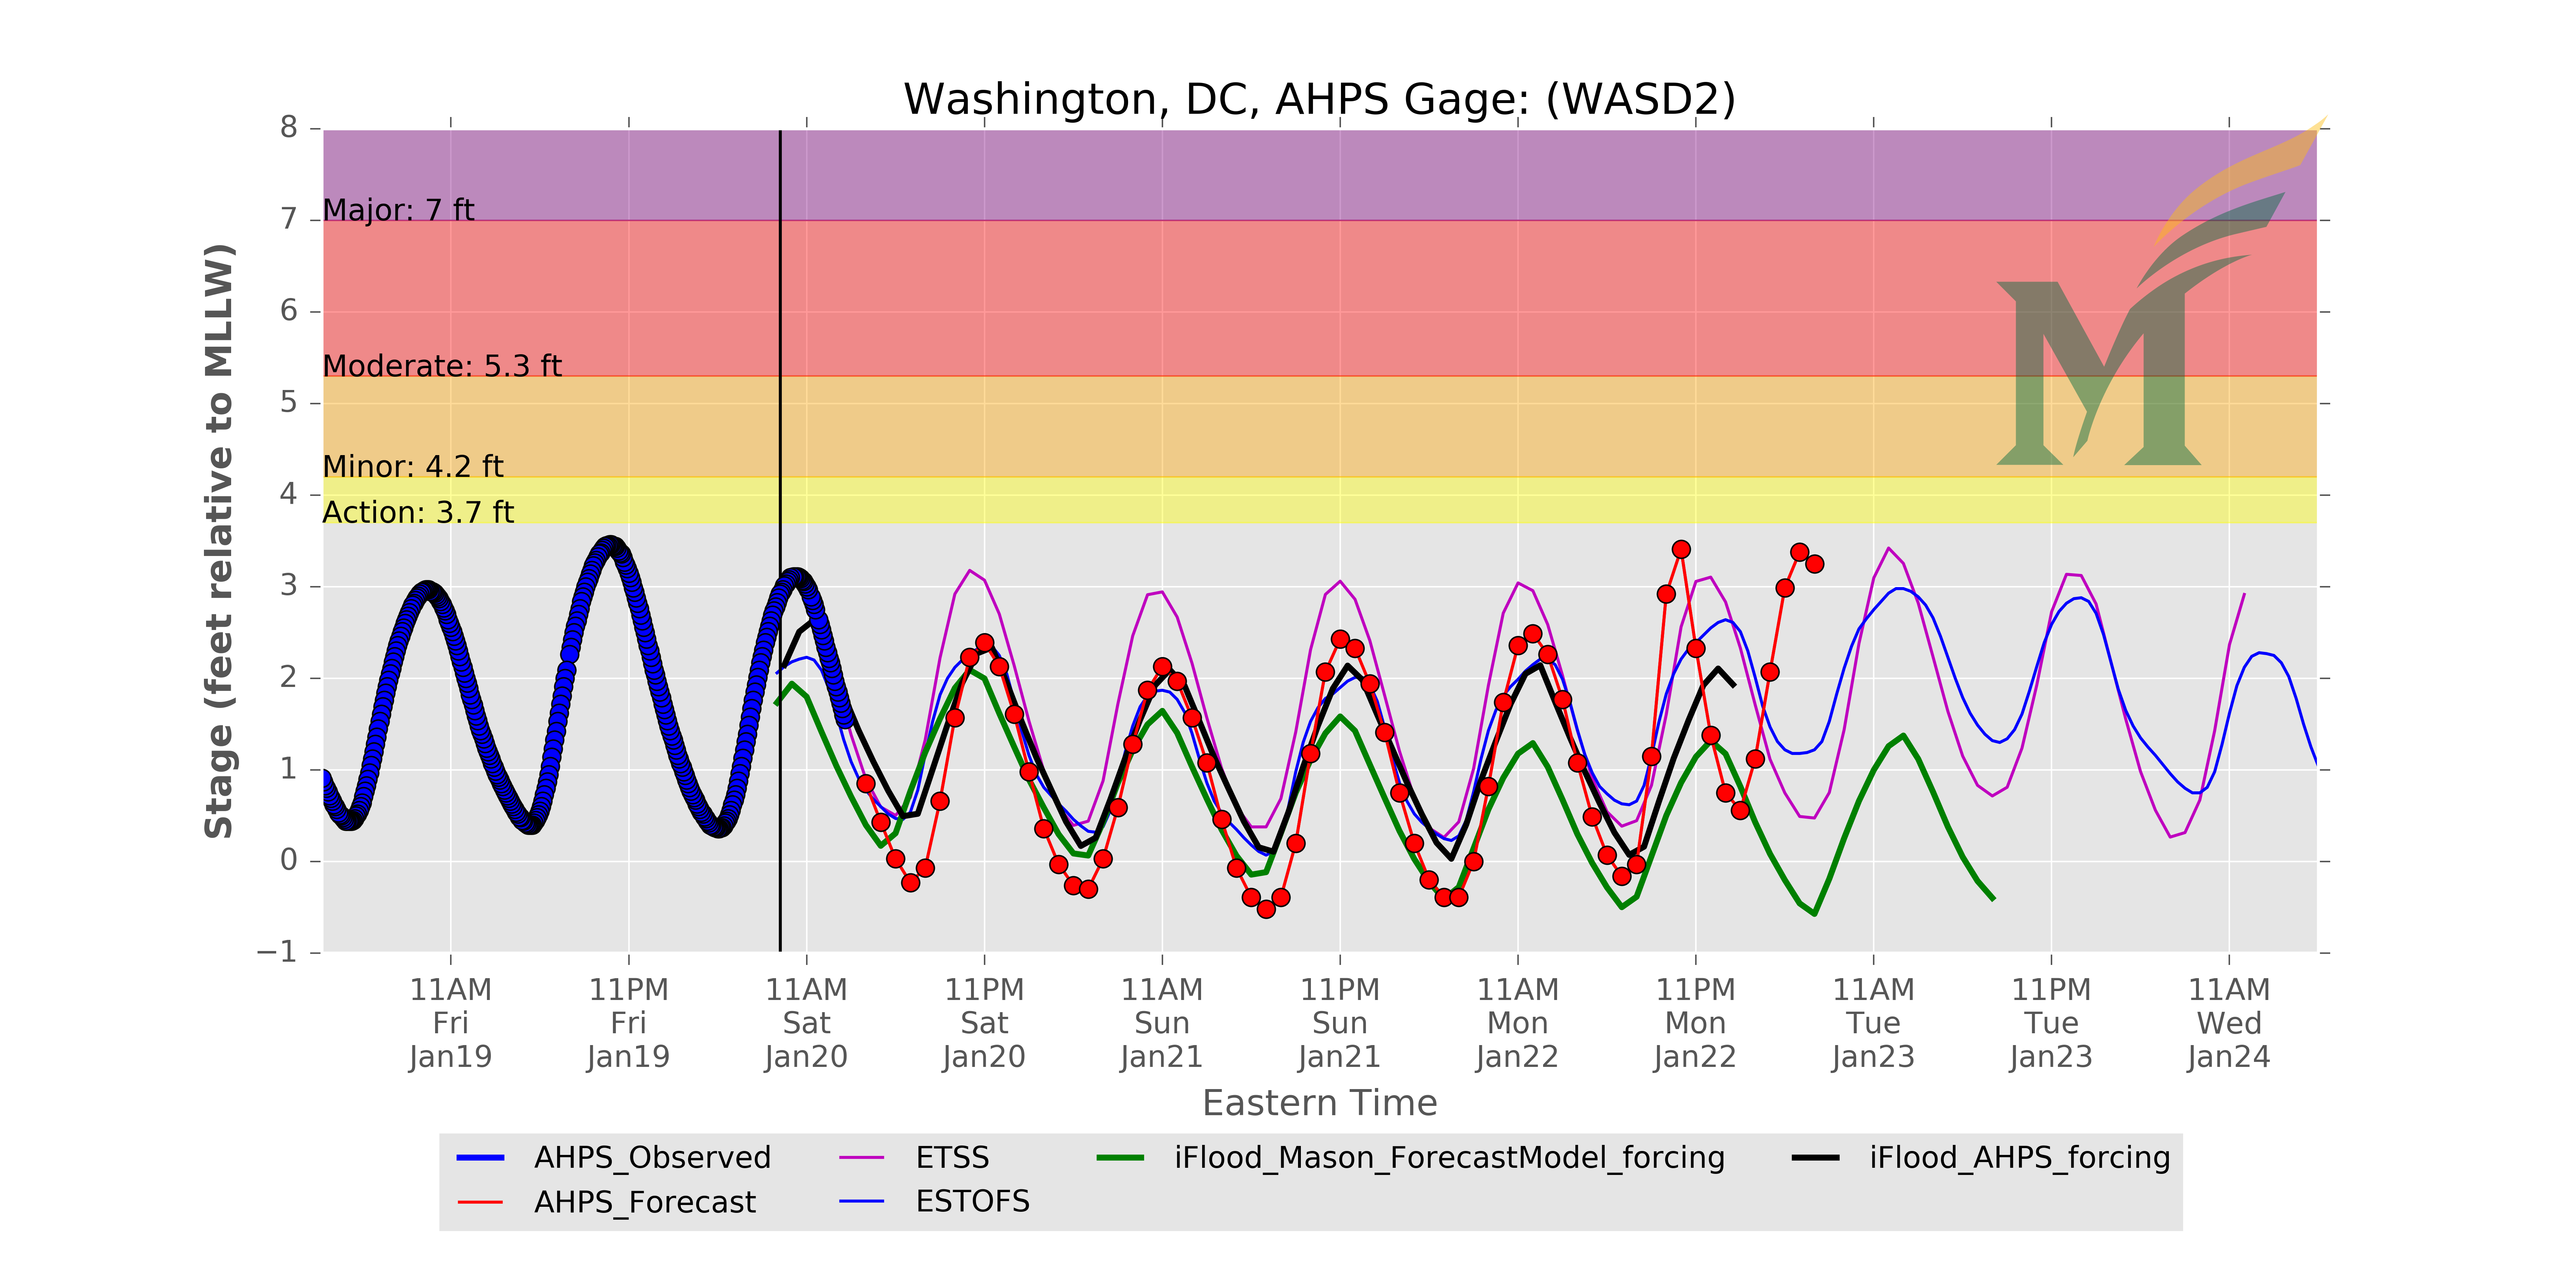 Washington, DC, AHPS Gage: (WASD2)
Stage (feet relative to MLLW)
8
7
6
5
4
3
2
1
0
−1
Major: 7 ft
Moderate: 5.3 ft
Minor: 4.2 ft
Action: 3.7 ft
M
11AM 11PM 11AM 11PM 11AM 11PM 11AM 11PM 11AM 11PM 11AM
Fri Fri Sat Sat Sun Sun Mon Mon Tue Tue Wed
Jan19 Jan19 Jan20 Jan20 Jan21 Jan21 Jan22 Jan22 Jan23 Jan23 Jan24
Eastern Time
AHPS_Observed ETSS iFlood_Mason_ForecastModel_forcing iFlood_AHPS_forcing
AHPS_Forecast ESTOFS